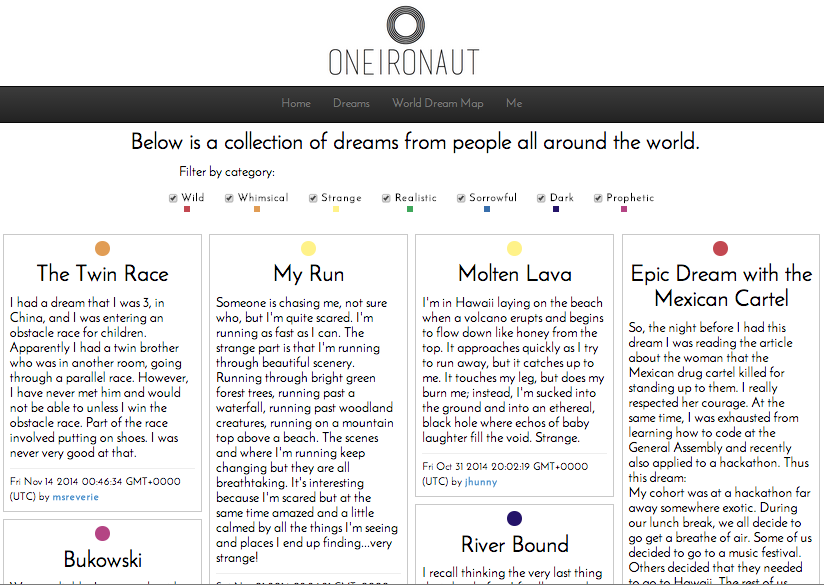 ONEIRONAUT
Home Dreams World Dream Map Me
Below is a collection of dreams from people all around the world.
Filter by category:
Wild Whimsical Strange Realistic Sorrowful Dark Prophetic
The Twin Race
I had a dream that I was 3, in
China, and I was entering an
obstacle race for children.
Apparently I had a twin brother
who was in another room, going
through a parallel race. However,
I have never met him and would
not be able to unless I win the
obstacle race. Part of the race
involved putting on shoes. I was
never very good at that.
Fri Nov 14 2014 00:46:34 GMT+0000
(UTC) by msreverie
Bukowski
My Run
Someone is chasing me, not sure
who, but I'm quite scared. I'm
running as fast as I can. The
strange part is that I'm running
through beautiful scenery.
Running through bright green
forest trees, running past a
waterfall, running past woodland
creatures, running on a mountain
top above a beach. The scenes
and where I'm running keep
changing but they are all
breathtaking. It's interesting
because I'm scared but at the
same time amazed and a little
calmed by all the things I'm seeing
and places I end up finding...very
strange!
Molten Lava
I'm in Hawaii laying on the beach
when a volcano erupts and begins
to flow down like honey from the
top. It approaches quickly as I try
to run away, but it catches up to
me. It touches my leg, but does my
burn me; instead, I'm sucked into
the ground and into an ethereal,
black hole where echos of baby
laughter fill the void. Strange.
Fri Oct 31 2014 20:02:19 GMT+0000
(UTC) by jhunny
River Bound
I recall thinking the very last thing
Epic Dream with the
Mexican Cartel
So, the night before I had this
dream I was reading the article
about the woman that the
Mexican drug cartel killed for
standing up to them. I really
respected her courage. At the
same time, I was exhausted from
learning how to code at the
General Assembly and recently
also applied to a hackathon. Thus
this dream:
My cohort was at a hackathon far
away somewhere exotic. During
our lunch break, we all decide to
go get a breathe of air. Some of us
decided to go to a music festival.
Others decided that they needed
to go to Hawaii. The rest of us